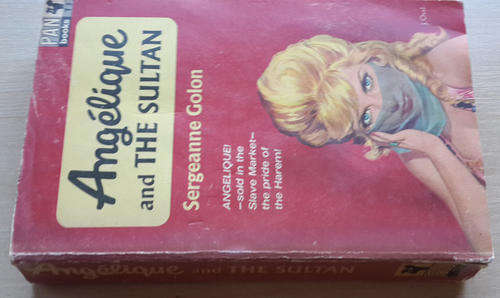 PAN
books
Angélique
and THE SULTAN
Sergeanne Golon
ANGELIQUE!
—sold in the
Slave Market—
the pride of
the Harem!
Angélique and THE SULTAN